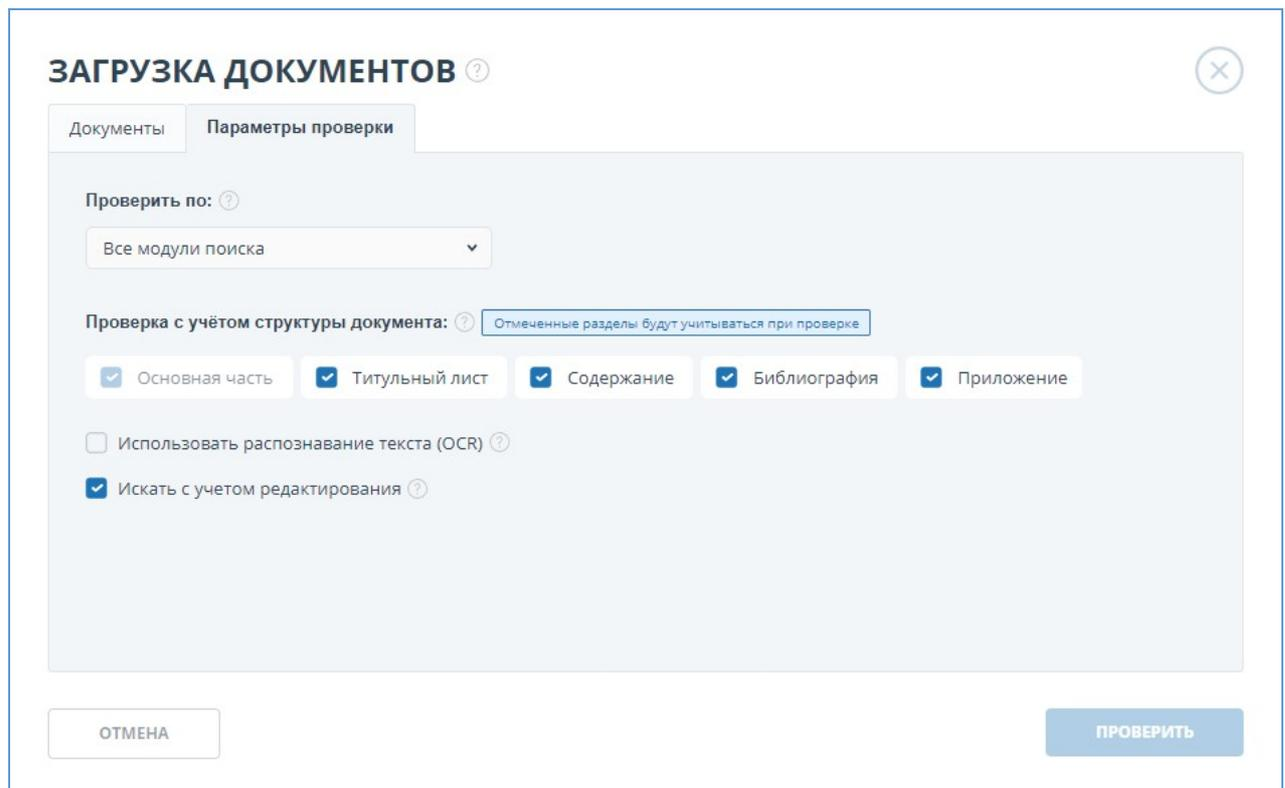 ЗАГРУЗКА ДОКУМЕНТОВ ?
Документы Параметры проверки
Проверить по: ?
Все модули поиска
Проверка с учётом структуры документа: ? Отмеченные разделы будут учитываться при проверке
Основная часть Титульный лист Содержание Библиография Приложение
Использовать распознавание текста (OCR) ?
Искать с учетом редактирования ?
ОТМЕНА ПРОВЕРИТЬ